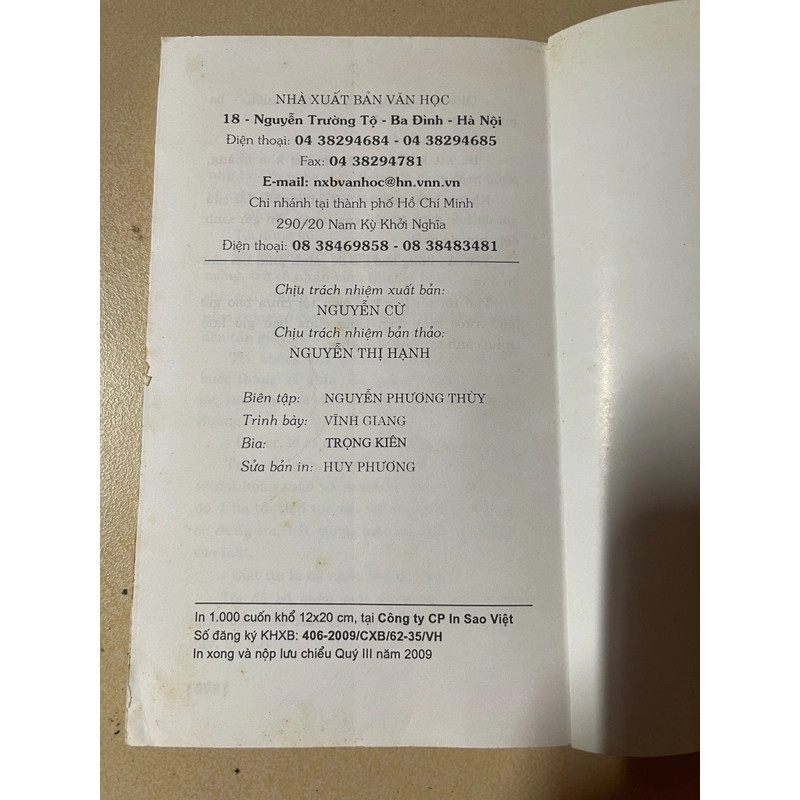 NHÀ XUẤT BẢN VĂN HỌC
18 - Nguyễn Trường Tộ - Ba Đình - Hà Nội
Điện thoại: 04 38294684 - 04 38294685
Fax: 04 38294781
E-mail: nxbvanhoc@hn.vnn.vn
Chi nhánh tại thành phố Hồ Chí Minh
290/20 Nam Kỳ Khởi Nghĩa
Điện thoại: 08 38469858 - 08 38483481
Chịu trách nhiệm xuất bản:
NGUYỄN CỪ
Chịu trách nhiệm bản thảo:
NGUYỄN THỊ HẠNH
Biên tập: NGUYỄN PHƯƠNG THÙY
Trình bày: VĨNH GIANG
Bìa: TRỌNG KIÊN
Sửa bản in: HUY PHƯƠNG
In 1.000 cuốn khổ 12x20 cm, tại Công ty CP In Sao Việt
Số đăng ký KHXB: 406-2009/CXB/62-35/VH
In xong và nộp lưu chiểu Quý III năm 2009